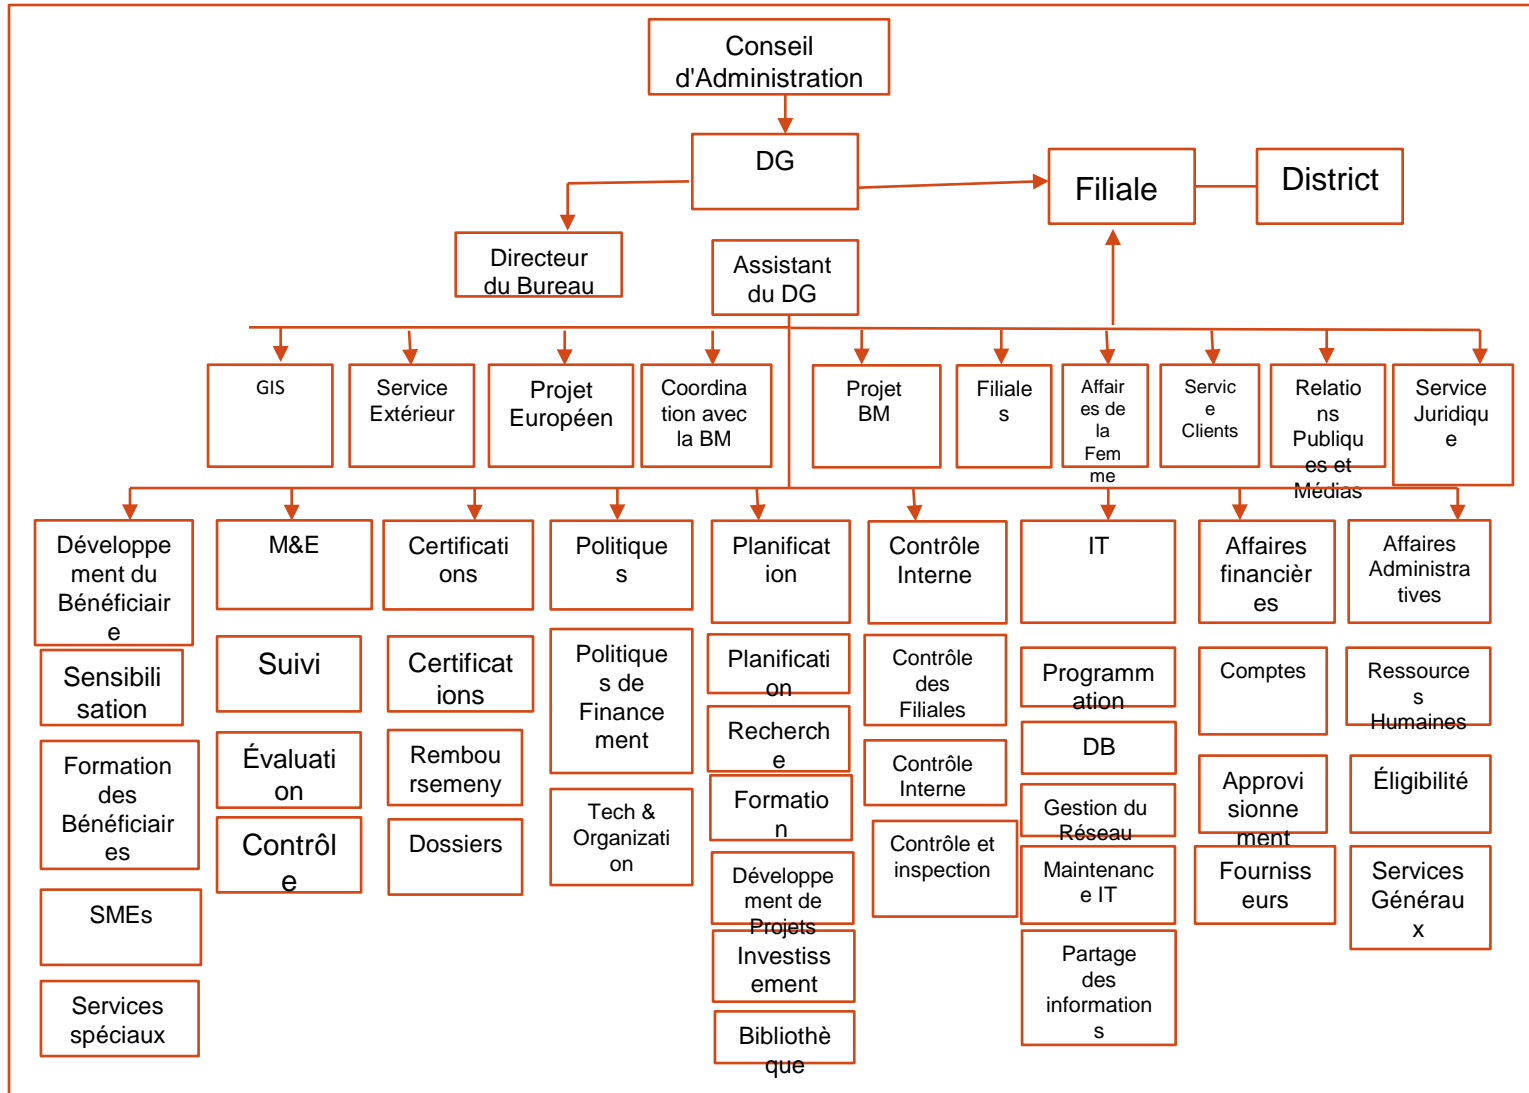 Conseil
d'Administration
DG
Filiale
District
Directeur
du Bureau
Assistant
du DG
GIS
Service
Extérieur
Projet
Européen
Coordina
tion avec
la BM
Projet
BM
Filiale
s
Affair
es de
la
Fem
me
Servic
e
Clients
Relatio
ns
Publiqu
es et
Médias
Service
Juridiqu
e
Développe
ment du
Bénéficiair
e
M&E
Certificati
ons
Politique
s
Planificat
ion
Contrôle
Interne
IT
Affaires
financièr
es
Affaires
Administra
tives
Sensibili
sation
Formation
des
Bénéficiair
es
SMEs
Services
spéciaux
Suivi
Évaluati
on
Contrôl
e
Certificat
ions
Rembou
rsemeny
Dossiers
Politique
s de
Finance
ment
Tech &
Organizati
on
Planificati
on
Recherch
e
Formatio
n
Développe
ment de
Projets
Investiss
ement
Bibliothè
que
Contrôle
des
Filiales
Contrôle
Interne
Contrôle et
inspection
Programm
ation
DB
Gestion du
Réseau
Maintenanc
e IT
Partage
des
information
s
Comptes
Approvi
sionne
ment
Fourniss
eurs
Ressource
s
Humaines
Éligibilité
Services
Générau
x